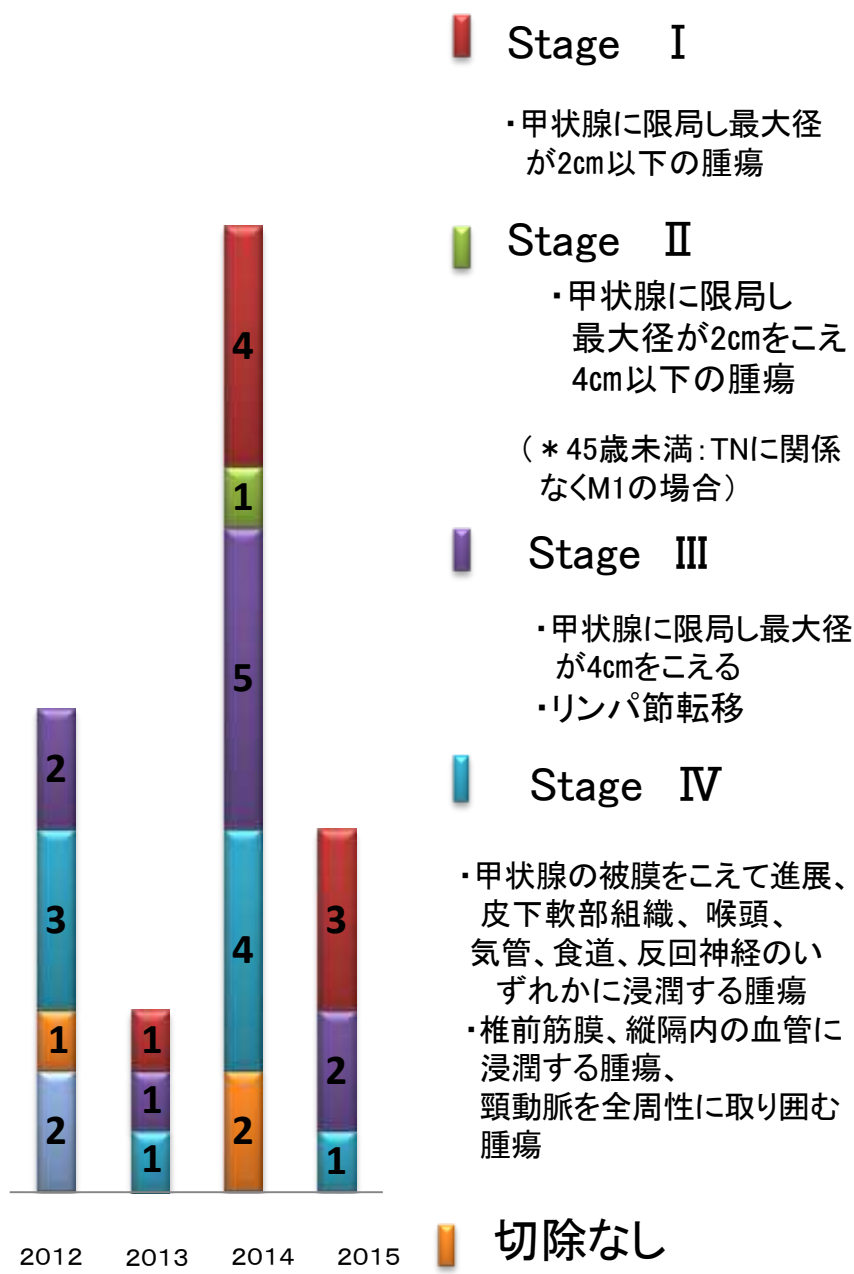 Stage Ⅰ
・甲状腺に限局し最大径
が2㎝以下の腫瘍
Stage Ⅱ
・甲状腺に限局し
最大径が2㎝をこえ
4㎝以下の腫瘍
（＊45歳未満：TNに関係
なくM1の場合）
Stage Ⅲ
・甲状腺に限局し最大径
が4㎝をこえる
・リンパ節転移
Stage Ⅳ
・甲状腺の被膜をこえて進展、
皮下軟部組織、喉頭、
気管、食道、反回神経のい
ずれかに浸潤する腫瘍
・椎前筋膜、縦隔内の血管に
浸潤する腫瘍、
頸動脈を全周性に取り囲む
腫瘍
切除なし
2
3
1
2
1
1
1
4
1
5
4
2
3
2
1
2012 2013 2014 2015